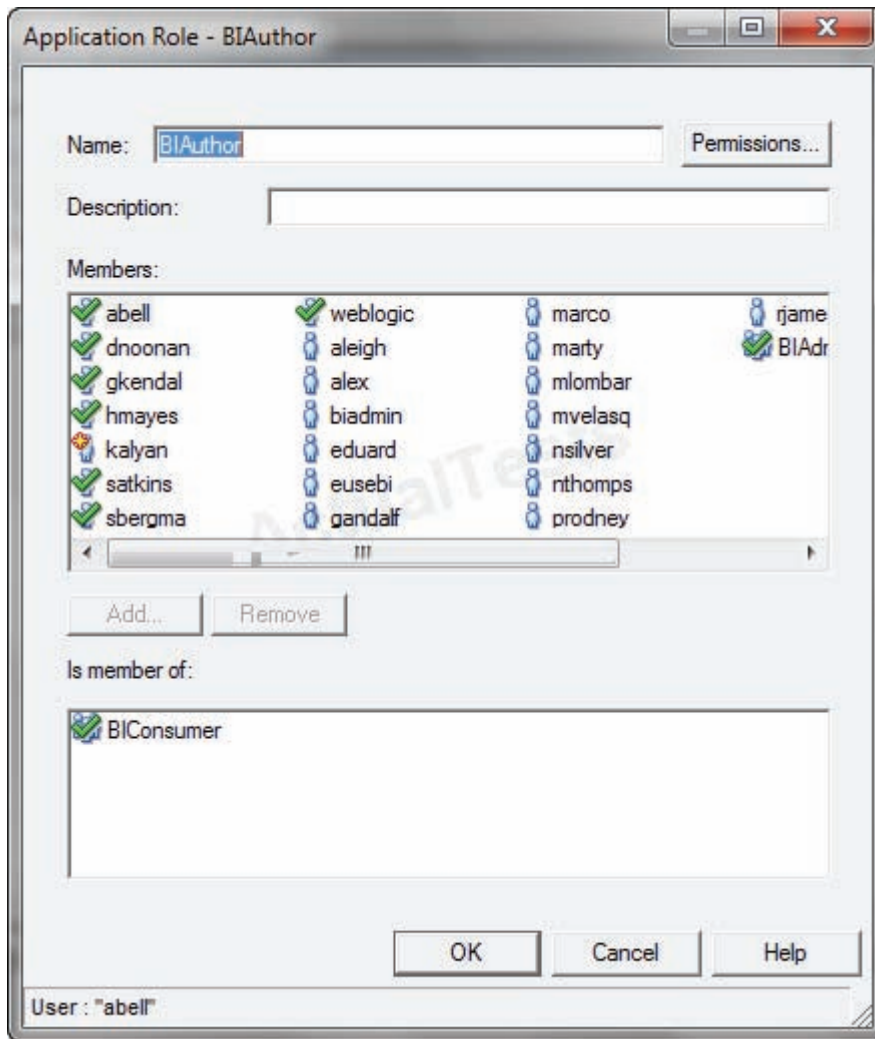 Application Role - BIAuthor
Name: BIAuthor Permissions...
Description:
Members:
abell weblogic marco rjame
dnoonan aleigh marty BIAdr
gkendal alex mlombar
hmayes biadmin mvelasq
kalyan eduard nsilver
satkins eusebi nthomps
sbergma gandalf prodney
Add... Remove
Is member of:
BIConsumer
OK Cancel Help
User : "abell"